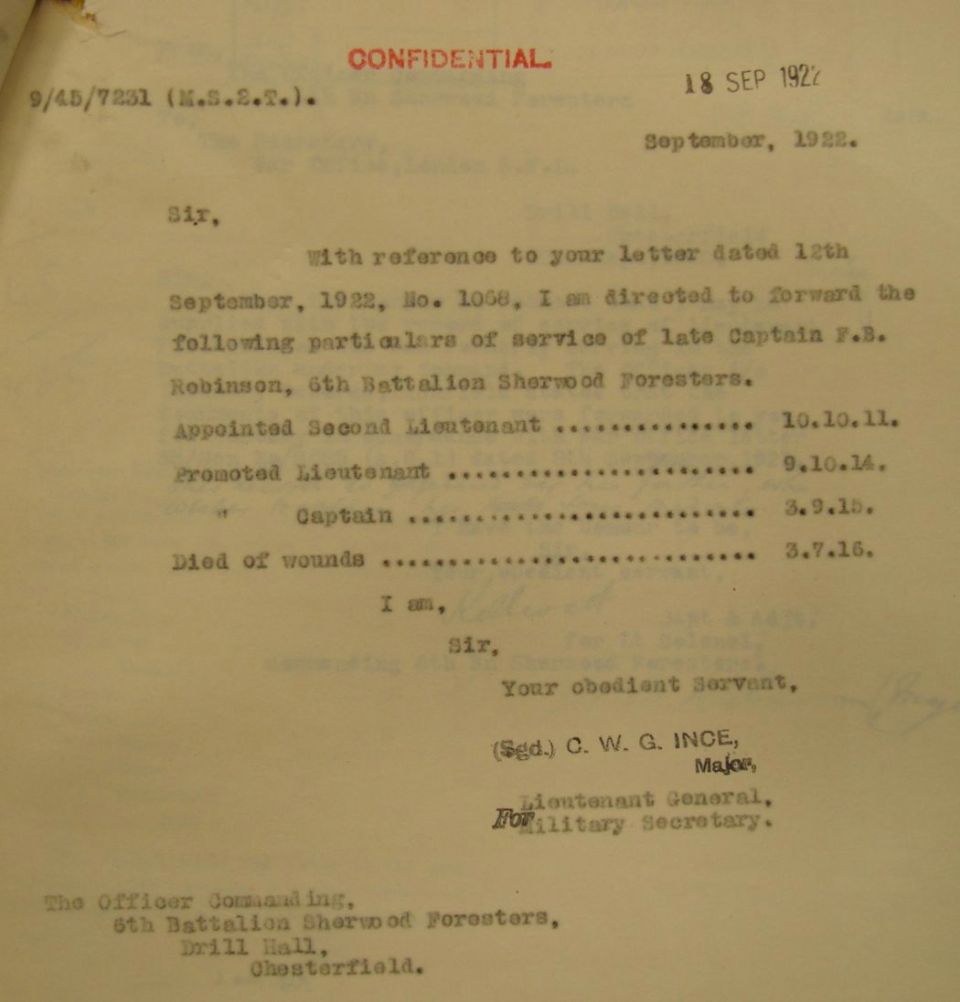 CONFIDENTIAL.
18 SEP 1922
9/45/7231 (M.S.2.T.).
September, 1922.
Sir,
With reference to your letter dated 12th
September, 1922, No. 1068, I am directed to forward the
following particulars of service of late Captain F.B.
Robinson, 6th Battalion Sherwood Foresters.
Appointed Second Lieutenant ............... 10.10.11.
Promoted Lieutenant ....................... 9.10.14.
" Captain .......................... 3.9.15.
Died of wounds ............................ 3.7.16.
I am,
Sir,
Your obedient Servant,
(Sgd.) C. W. G. INCE,
Major,
Lieutenant General,
For Military Secretary.
The Officer Commanding,
6th Battalion Sherwood Foresters,
Drill Hall,
Chesterfield.